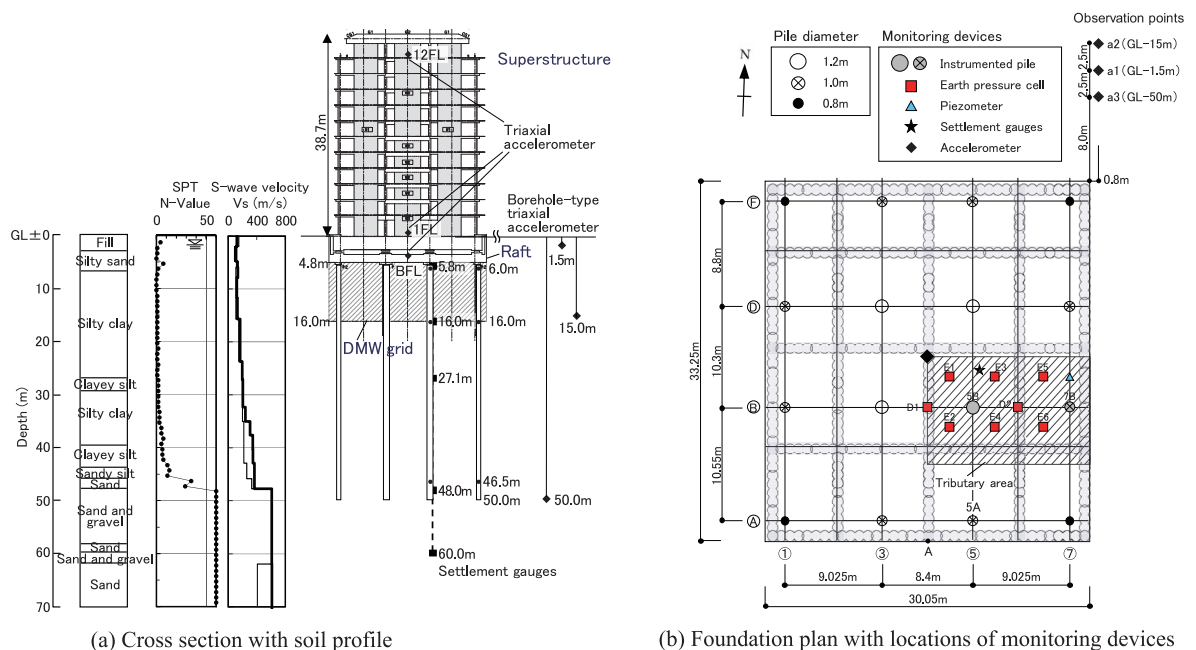 12FL
Superstructure
38.7m
Triaxial
accelerometer
SPT
N-Value
S-wave velocity
Vs (m/s)
0
50
0
400
800
Borehole-type
triaxial
accelerometer
1FL
GL±0
10
20
30
40
50
60
70
Depth (m)
Fill
Silty sand
Silty clay
Clayey silt
Silty clay
Clayey silt
Sandy silt
Sand
Sand and
gravel
Sand
Sand and gravel
Sand
4.8m
BFL
5.8m
Raft
6.0m
1.5m
16.0m
16.0m
16.0m
15.0m
DMW grid
27.1m
46.5m
48.0m
50.0m
50.0m
60.0m
Settlement gauges
(a) Cross section with soil profile
N
Pile diameter
1.2m
1.0m
0.8m
Monitoring devices
Instrumented pile
Earth pressure cell
Piezometer
Settlement gauges
Accelerometer
Observation points
a2(GL-15m)
2.5m
a1(GL-1.5m)
2.5m
a3(GL-50m)
8.0m
0.8m
F
D
B
A
8.8m
10.3m
10.55m
33.25m
E1
E3
E5
D1
5B
D2
7B
E2
E4
E6
Tributary area
5A
1
3
A
5
7
9.025m
8.4m
9.025m
30.05m
(b) Foundation plan with locations of monitoring devices